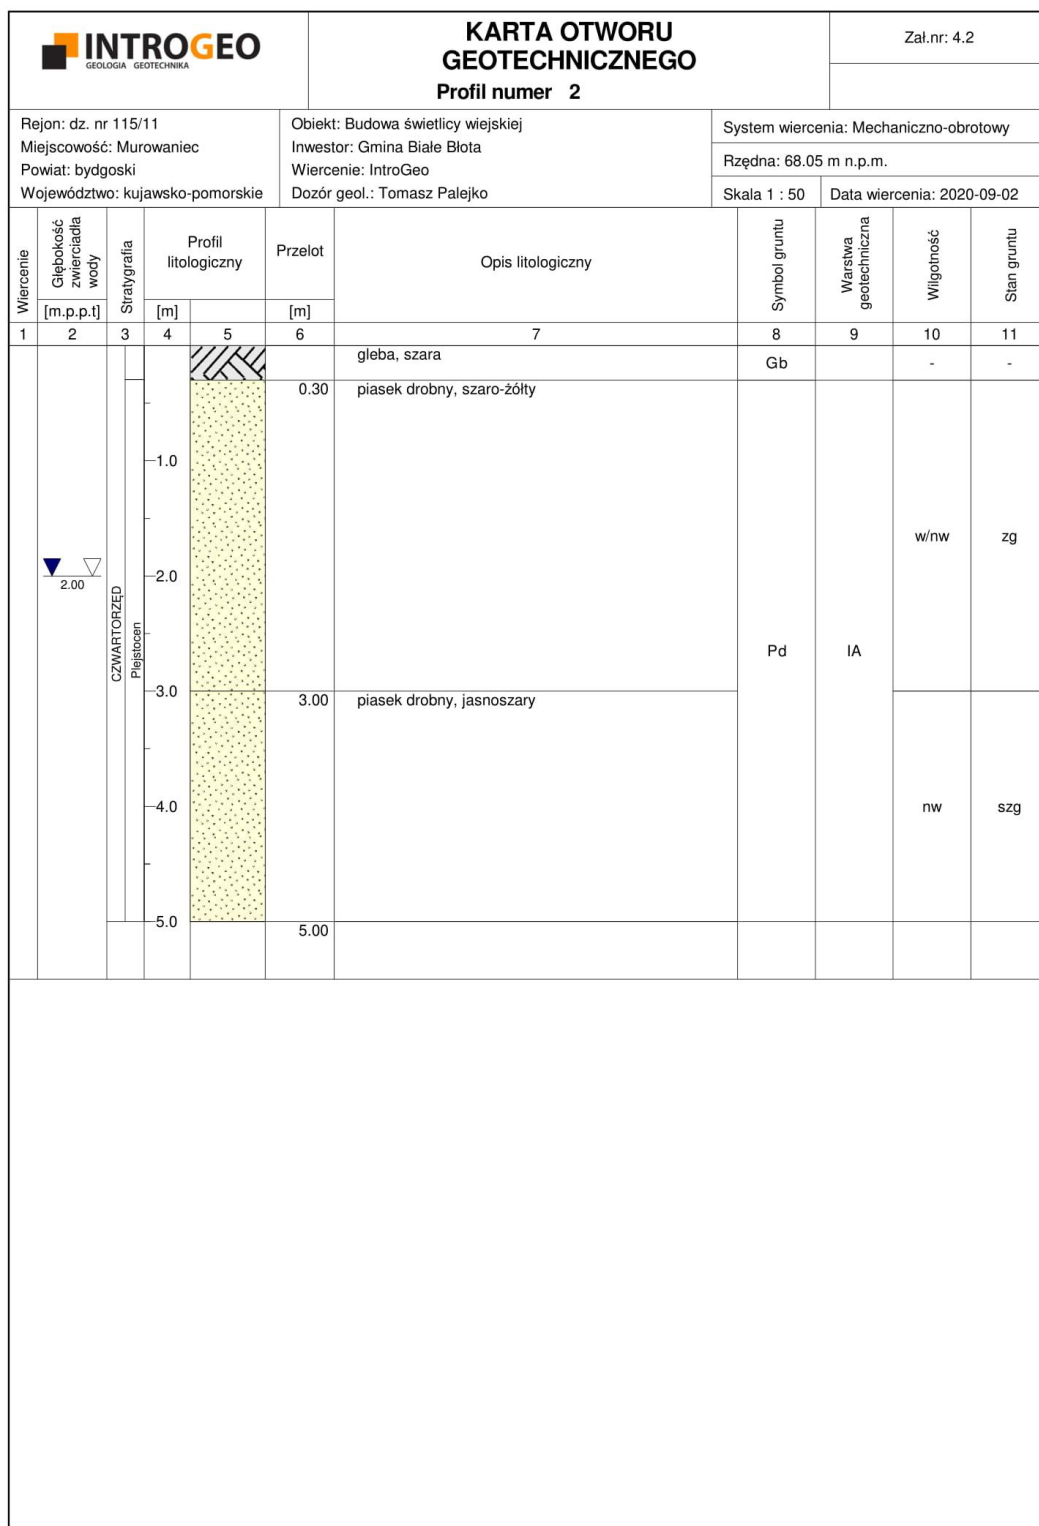 INTROGEO
GEOLOGIA GEOTECHNIKA
KARTA OTWORU
GEOTECHNICZNEGO
Profil numer 2
Zał.nr: 4.2
Rejon: dz. nr 115/11
Miejscowość: Murowaniec
Powiat: bydgoski
Województwo: kujawsko-pomorskie
Obiekt: Budowa świetlicy wiejskiej
Inwestor: Gmina Białe Błota
Wiercenie: IntroGeo
Dozór geol.: Tomasz Palejko
System wiercenia: Mechaniczno-obrotowy
Rzędna: 68.05 m n.p.m.
Skala 1 : 50
Data wiercenia: 2020-09-02
Wiercenie
Głębokość
zwierciadła
wody
[m.p.p.t]
Stratygrafia
Profil
litologiczny
[m]
Przelot
[m]
Opis litologiczny
Symbol gruntu
Warstwa
geotechniczna
Wilgotność
Stan gruntu
1 2 3 4 5 6 7 8 9 10 11
gleba, szara
Gb - -
0.30 piasek drobny, szaro-żółty
1.0
w/nw zg
2.00
2.0
CZWARTORZĘD
Plejstocen
Pd IA
3.0
3.00 piasek drobny, jasnoszary
4.0
nw szg
5.0
5.00